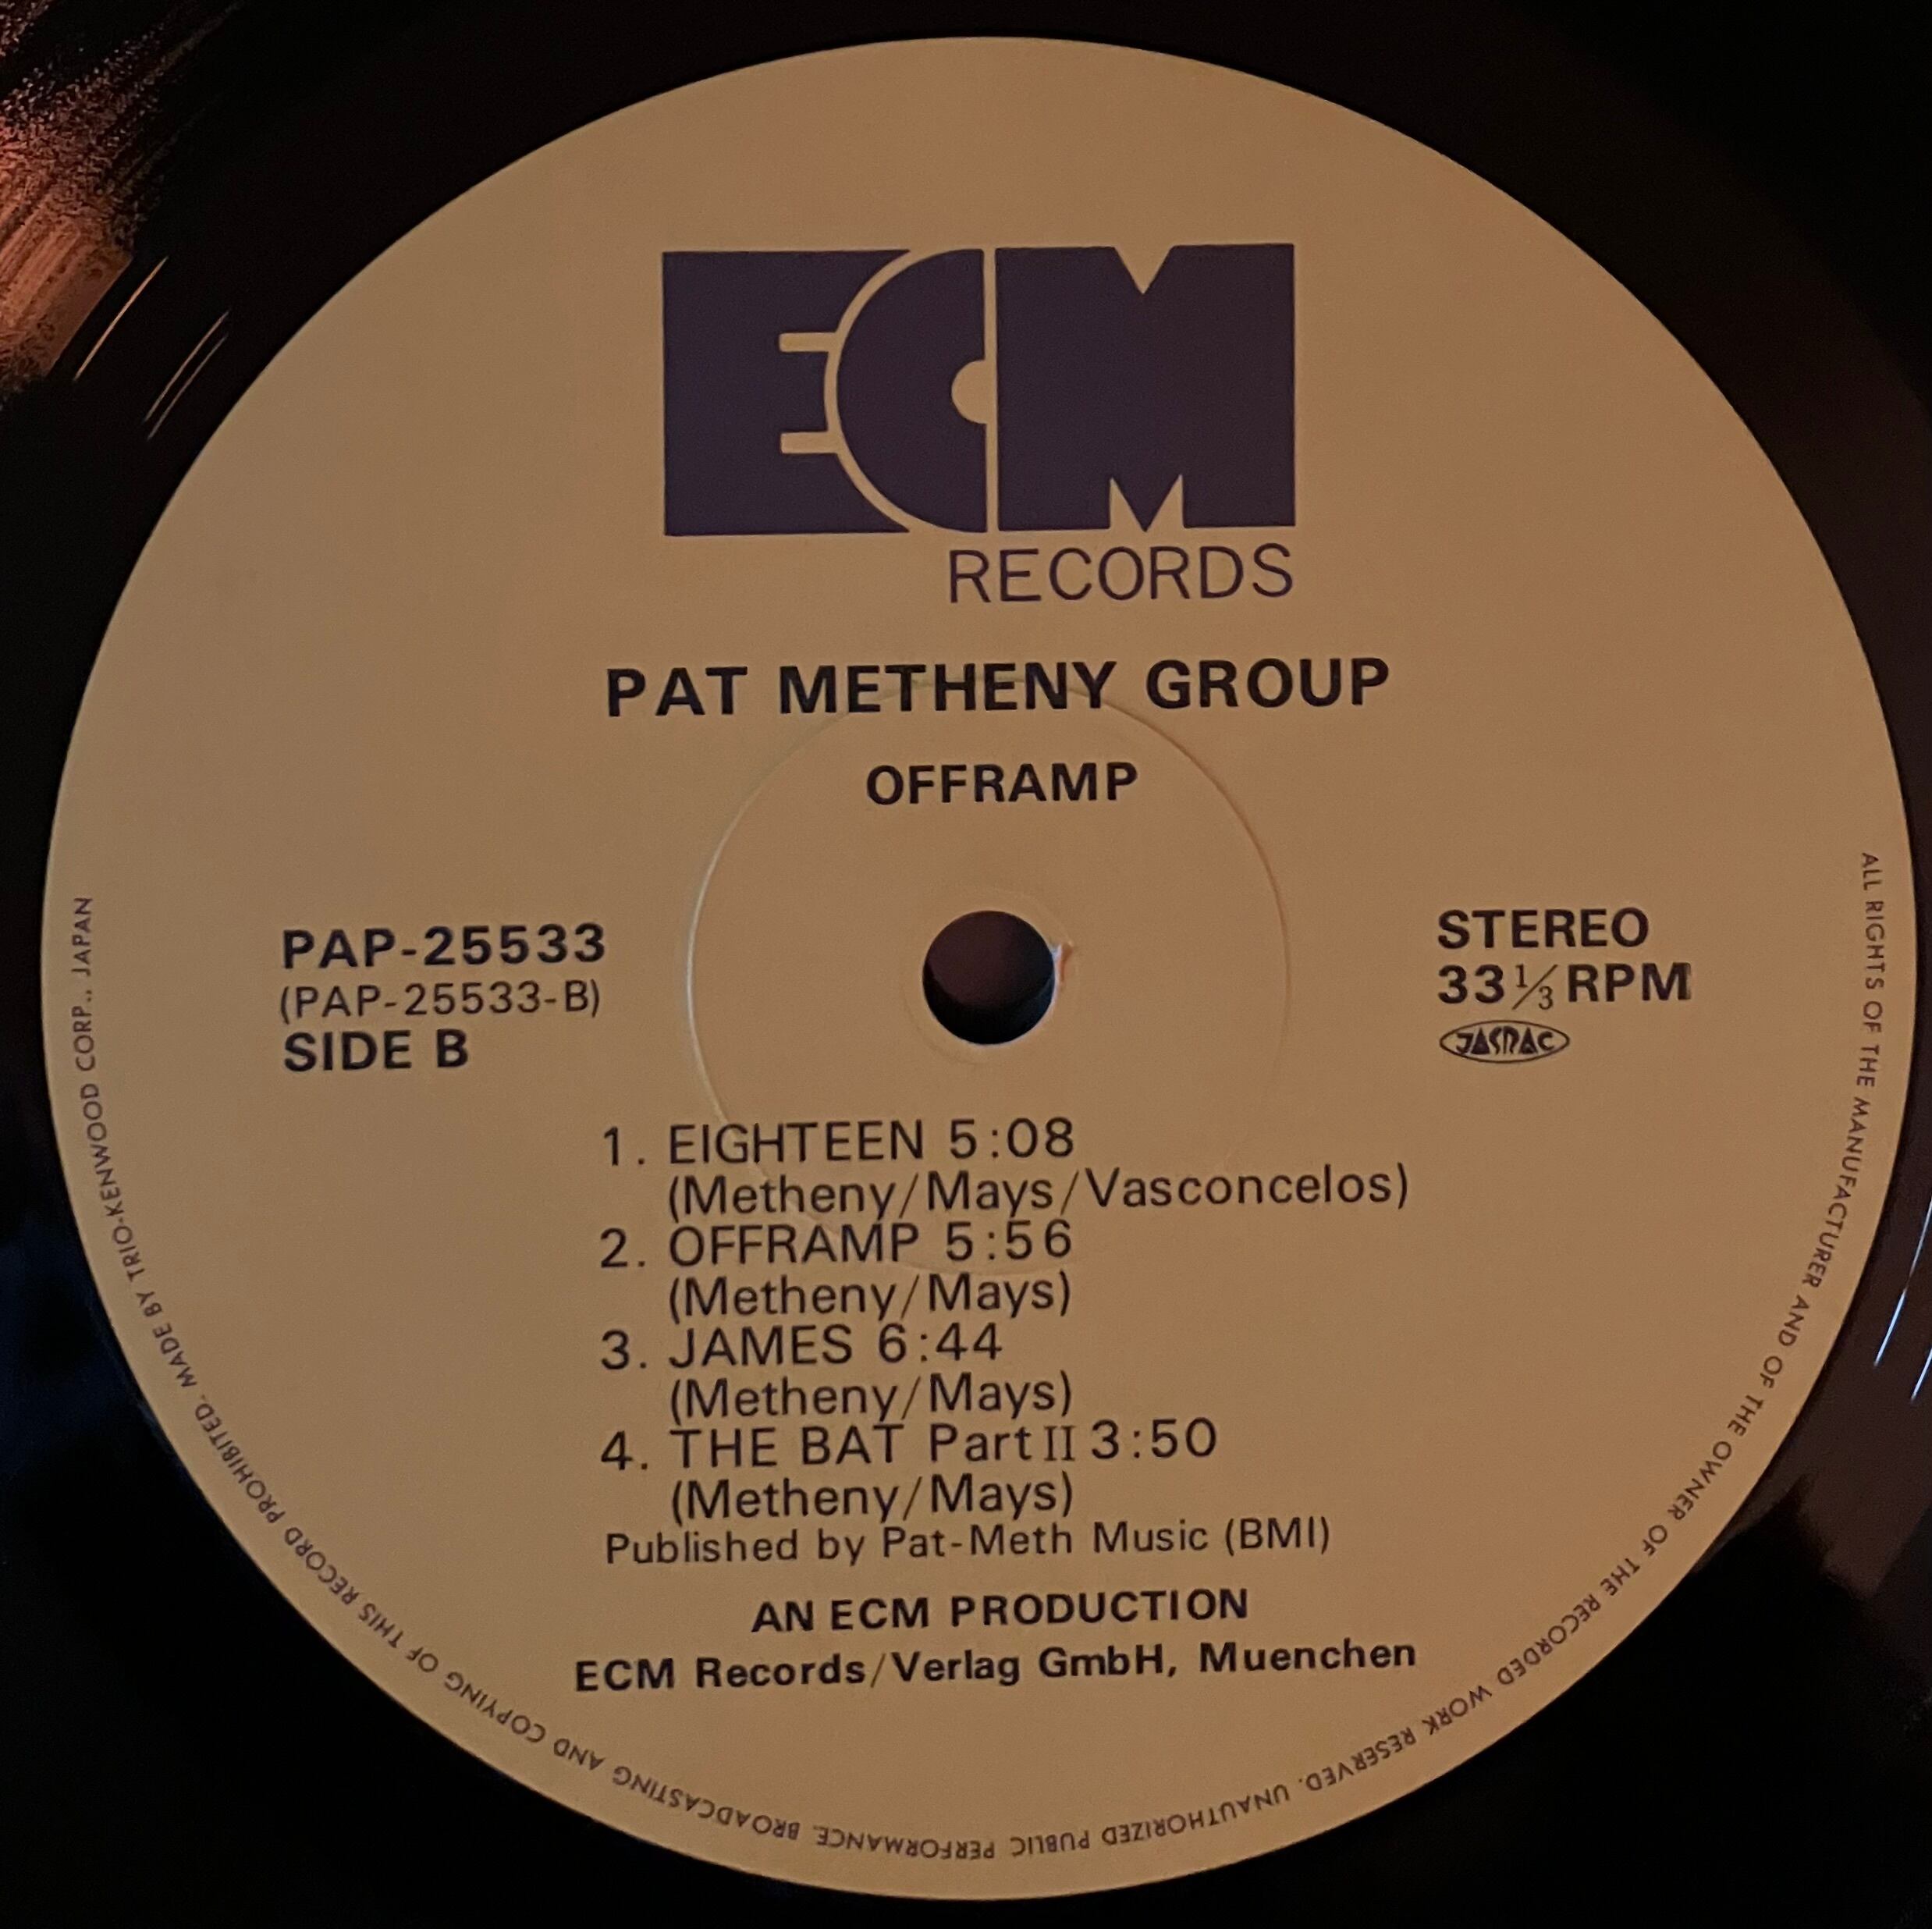 ECM
RECORDS
PAT METHENY GROUP
OFFRAMP
PAP-25533
(PAP-25533-B)
SIDE B
STEREO
33 1/3 RPM
JASRAC
1. EIGHTEEN 5:08
(Metheny/Mays/Vasconcelos)
2. OFFRAMP 5:56
(Metheny/Mays)
3. JAMES 6:44
(Metheny/Mays)
4. THE BAT Part II 3:50
(Metheny/Mays)
Published by Pat-Meth Music (BMI)
AN ECM PRODUCTION
ECM Records/Verlag GmbH, Muenchen
ALL RIGHTS OF THE MANUFACTURER AND OF THE OWNER OF THE RECORDED WORK RESERVED. UNAUTHORIZED PUBLIC PERFORMANCE. BROADCASTING AND COPYING OF THIS RECORD PROHIBITED. MADE BY TRIO-KENWOOD CORP., JAPAN